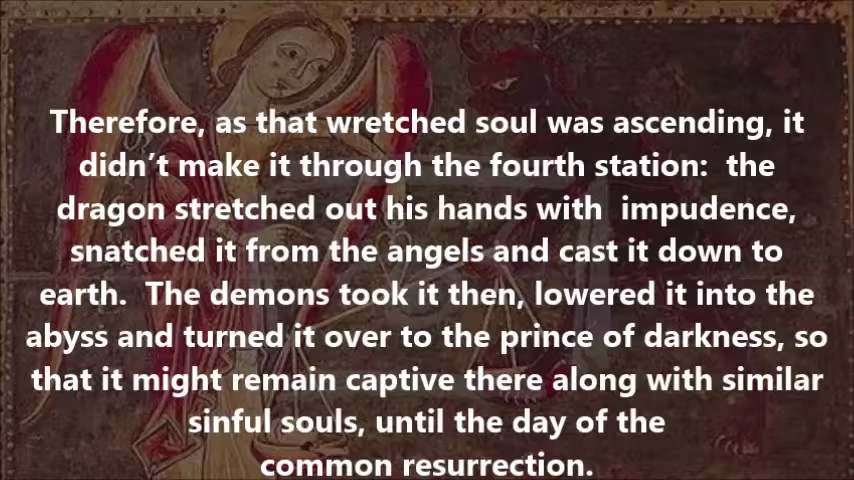 Therefore, as that wretched soul was ascending, it
didn’t make it through the fourth station:  the
dragon stretched out his hands with  impudence,
snatched it from the angels and cast it down to
earth.  The demons took it then, lowered it into the
abyss and turned it over to the prince of darkness, so
that it might remain captive there along with similar
sinful souls, until the day of the
common resurrection.